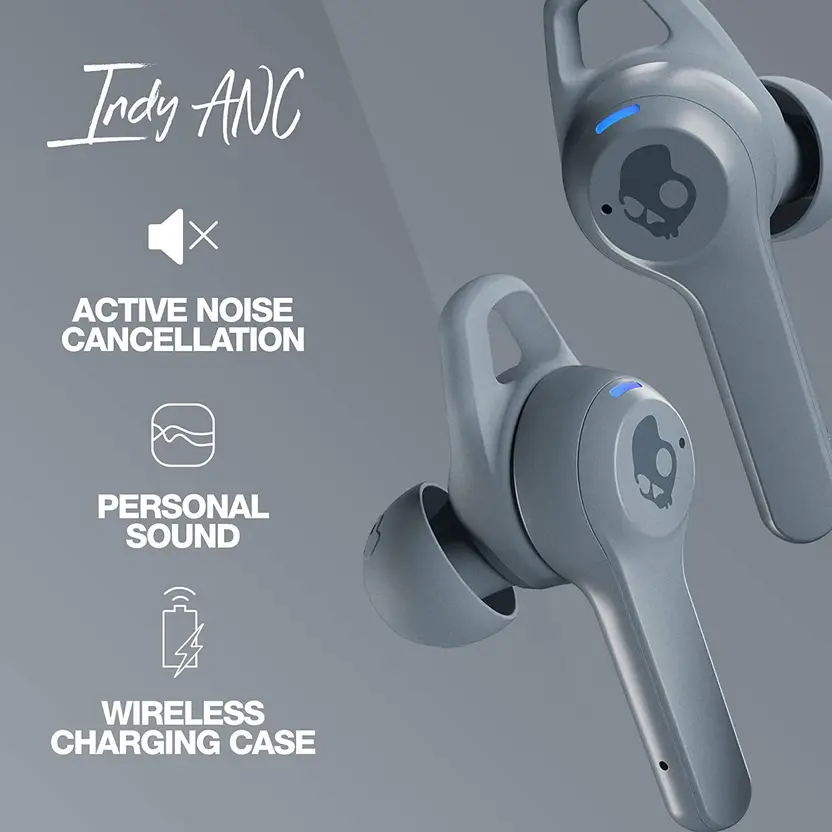 Indy ANC
ACTIVE NOISE
CANCELLATION
PERSONAL
SOUND
WIRELESS
CHARGING CASE